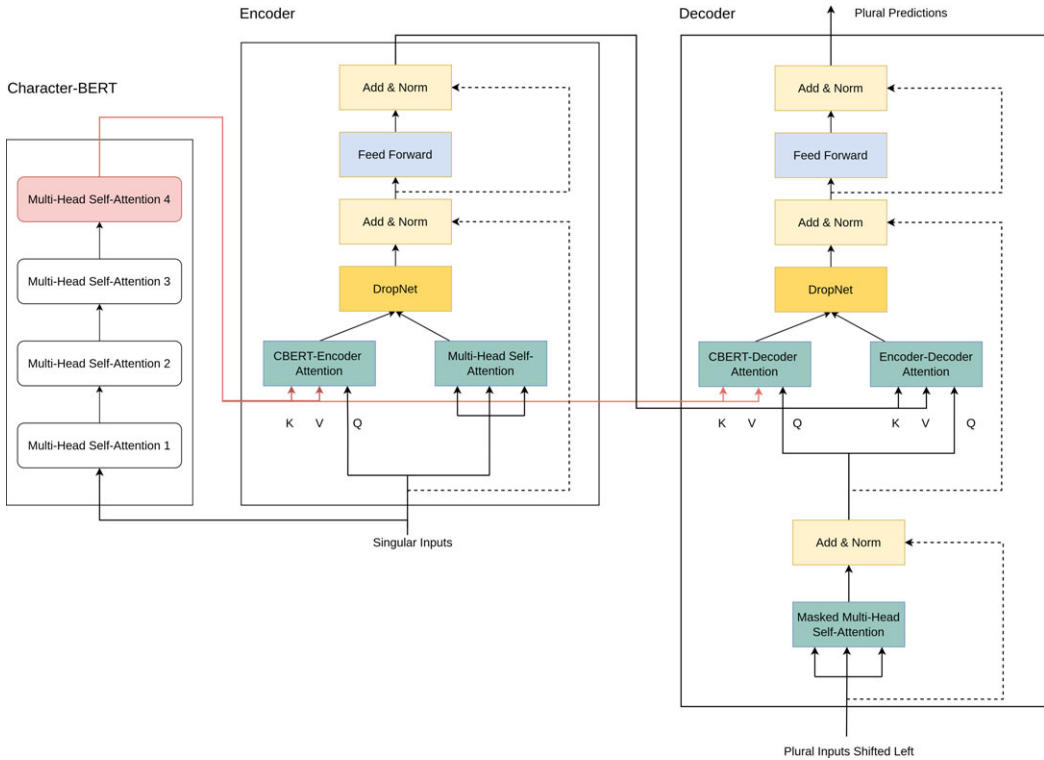 Character-BERT
Multi-Head Self-Attention 4
Multi-Head Self-Attention 3
Multi-Head Self-Attention 2
Multi-Head Self-Attention 1
Encoder
Add & Norm
Feed Forward
Add & Norm
DropNet
CBERT-Encoder
Attention
Multi-Head Self-
Attention
K V Q
Singular Inputs
Decoder
Plural Predictions
Add & Norm
Feed Forward
Add & Norm
DropNet
CBERT-Decoder
Attention
Encoder-Decoder
Attention
K V Q
K V Q
Add & Norm
Masked Multi-Head
Self-Attention
Plural Inputs Shifted Left